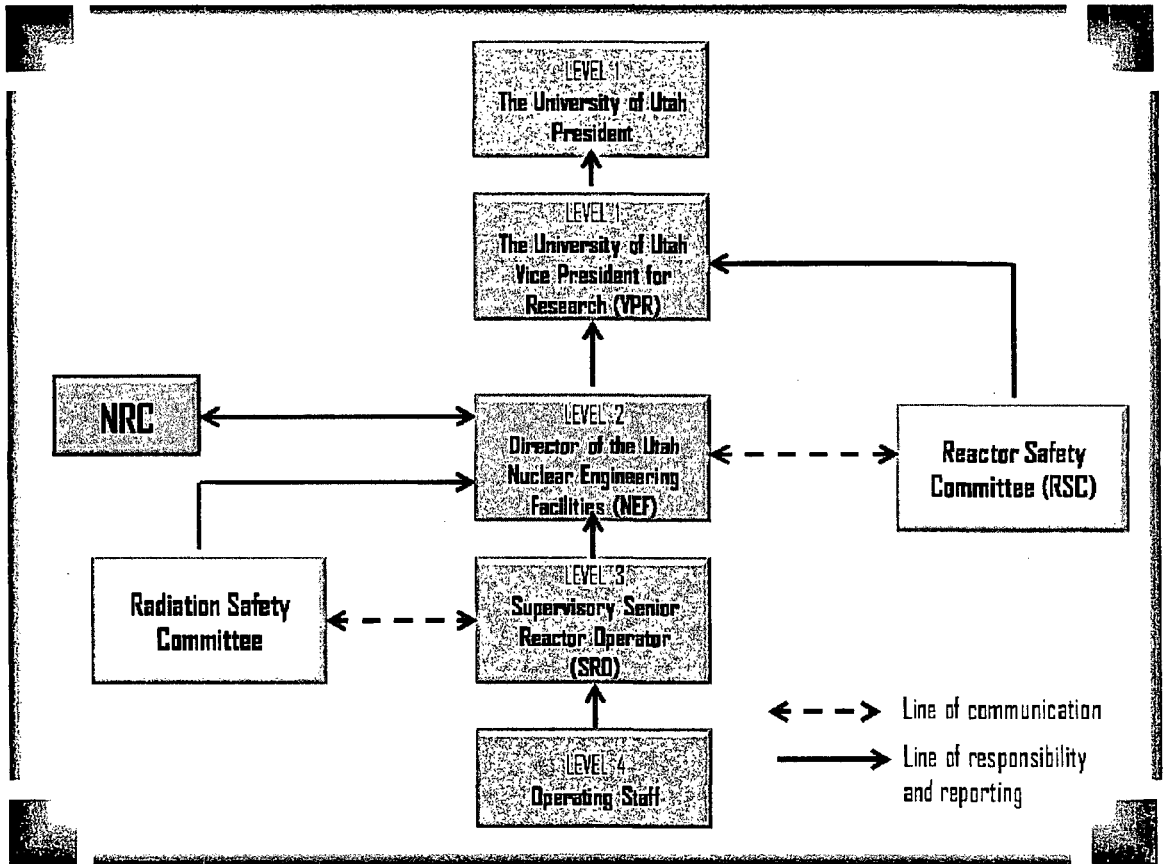 LEVEL 1
The University of Utah
President
LEVEL 1
The University of Utah
Vice President for
Research (VPR)
NRC
LEVEL 2
Director of the Utah
Nuclear Engineering
Facilities (NEF)
Reactor Safety
Committee (RSC)
Radiation Safety
Committee
LEVEL 3
Supervisory Senior
Reactor Operator
(SRO)
LEVEL 4
Operating Staff
Line of communication
Line of responsibility
and reporting